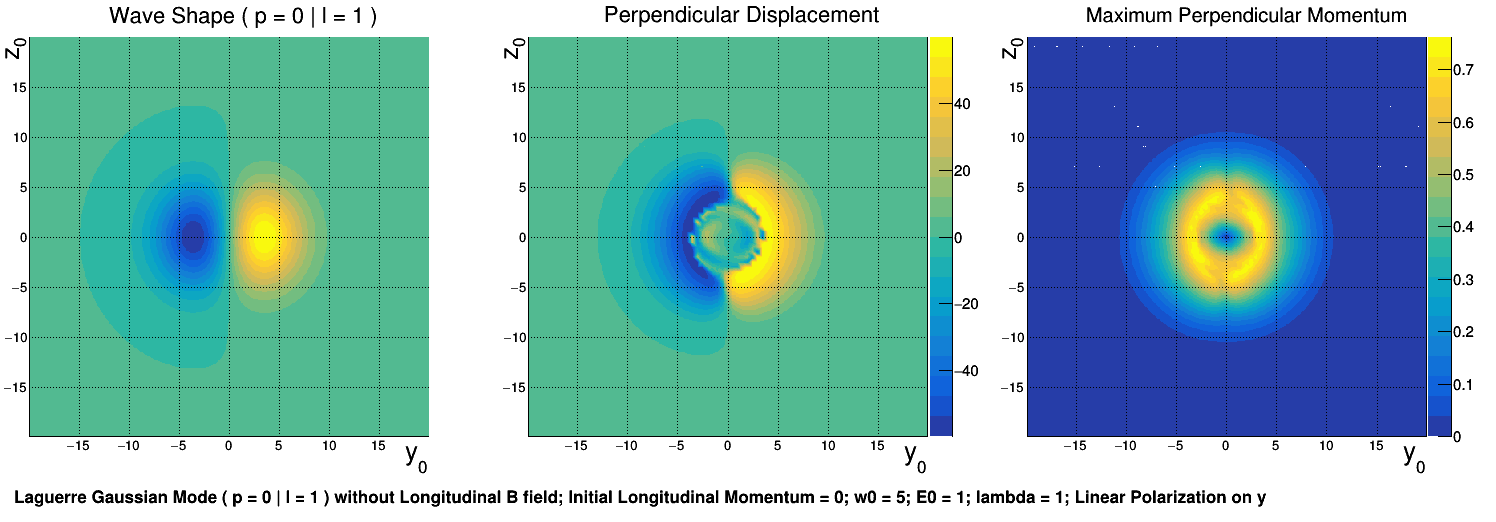 Wave Shape ( p = 0 | l = 1 )
Perpendicular Displacement
Maximum Perpendicular Momentum
z0
15
10
5
0
−5
−10
−15
−15 −10 −5 0 5 10 15
y0
z0
15
10
5
0
−5
−10
−15
−15 −10 −5 0 5 10 15
y0
40
20
0
−20
−40
z0
15
10
5
0
−5
−10
−15
−15 −10 −5 0 5 10 15
y0
0.7
0.6
0.5
0.4
0.3
0.2
0.1
0
Laguerre Gaussian Mode ( p = 0 | l = 1 ) without Longitudinal B field; Initial Longitudinal Momentum = 0; w0 = 5; E0 = 1; lambda = 1; Linear Polarization on y